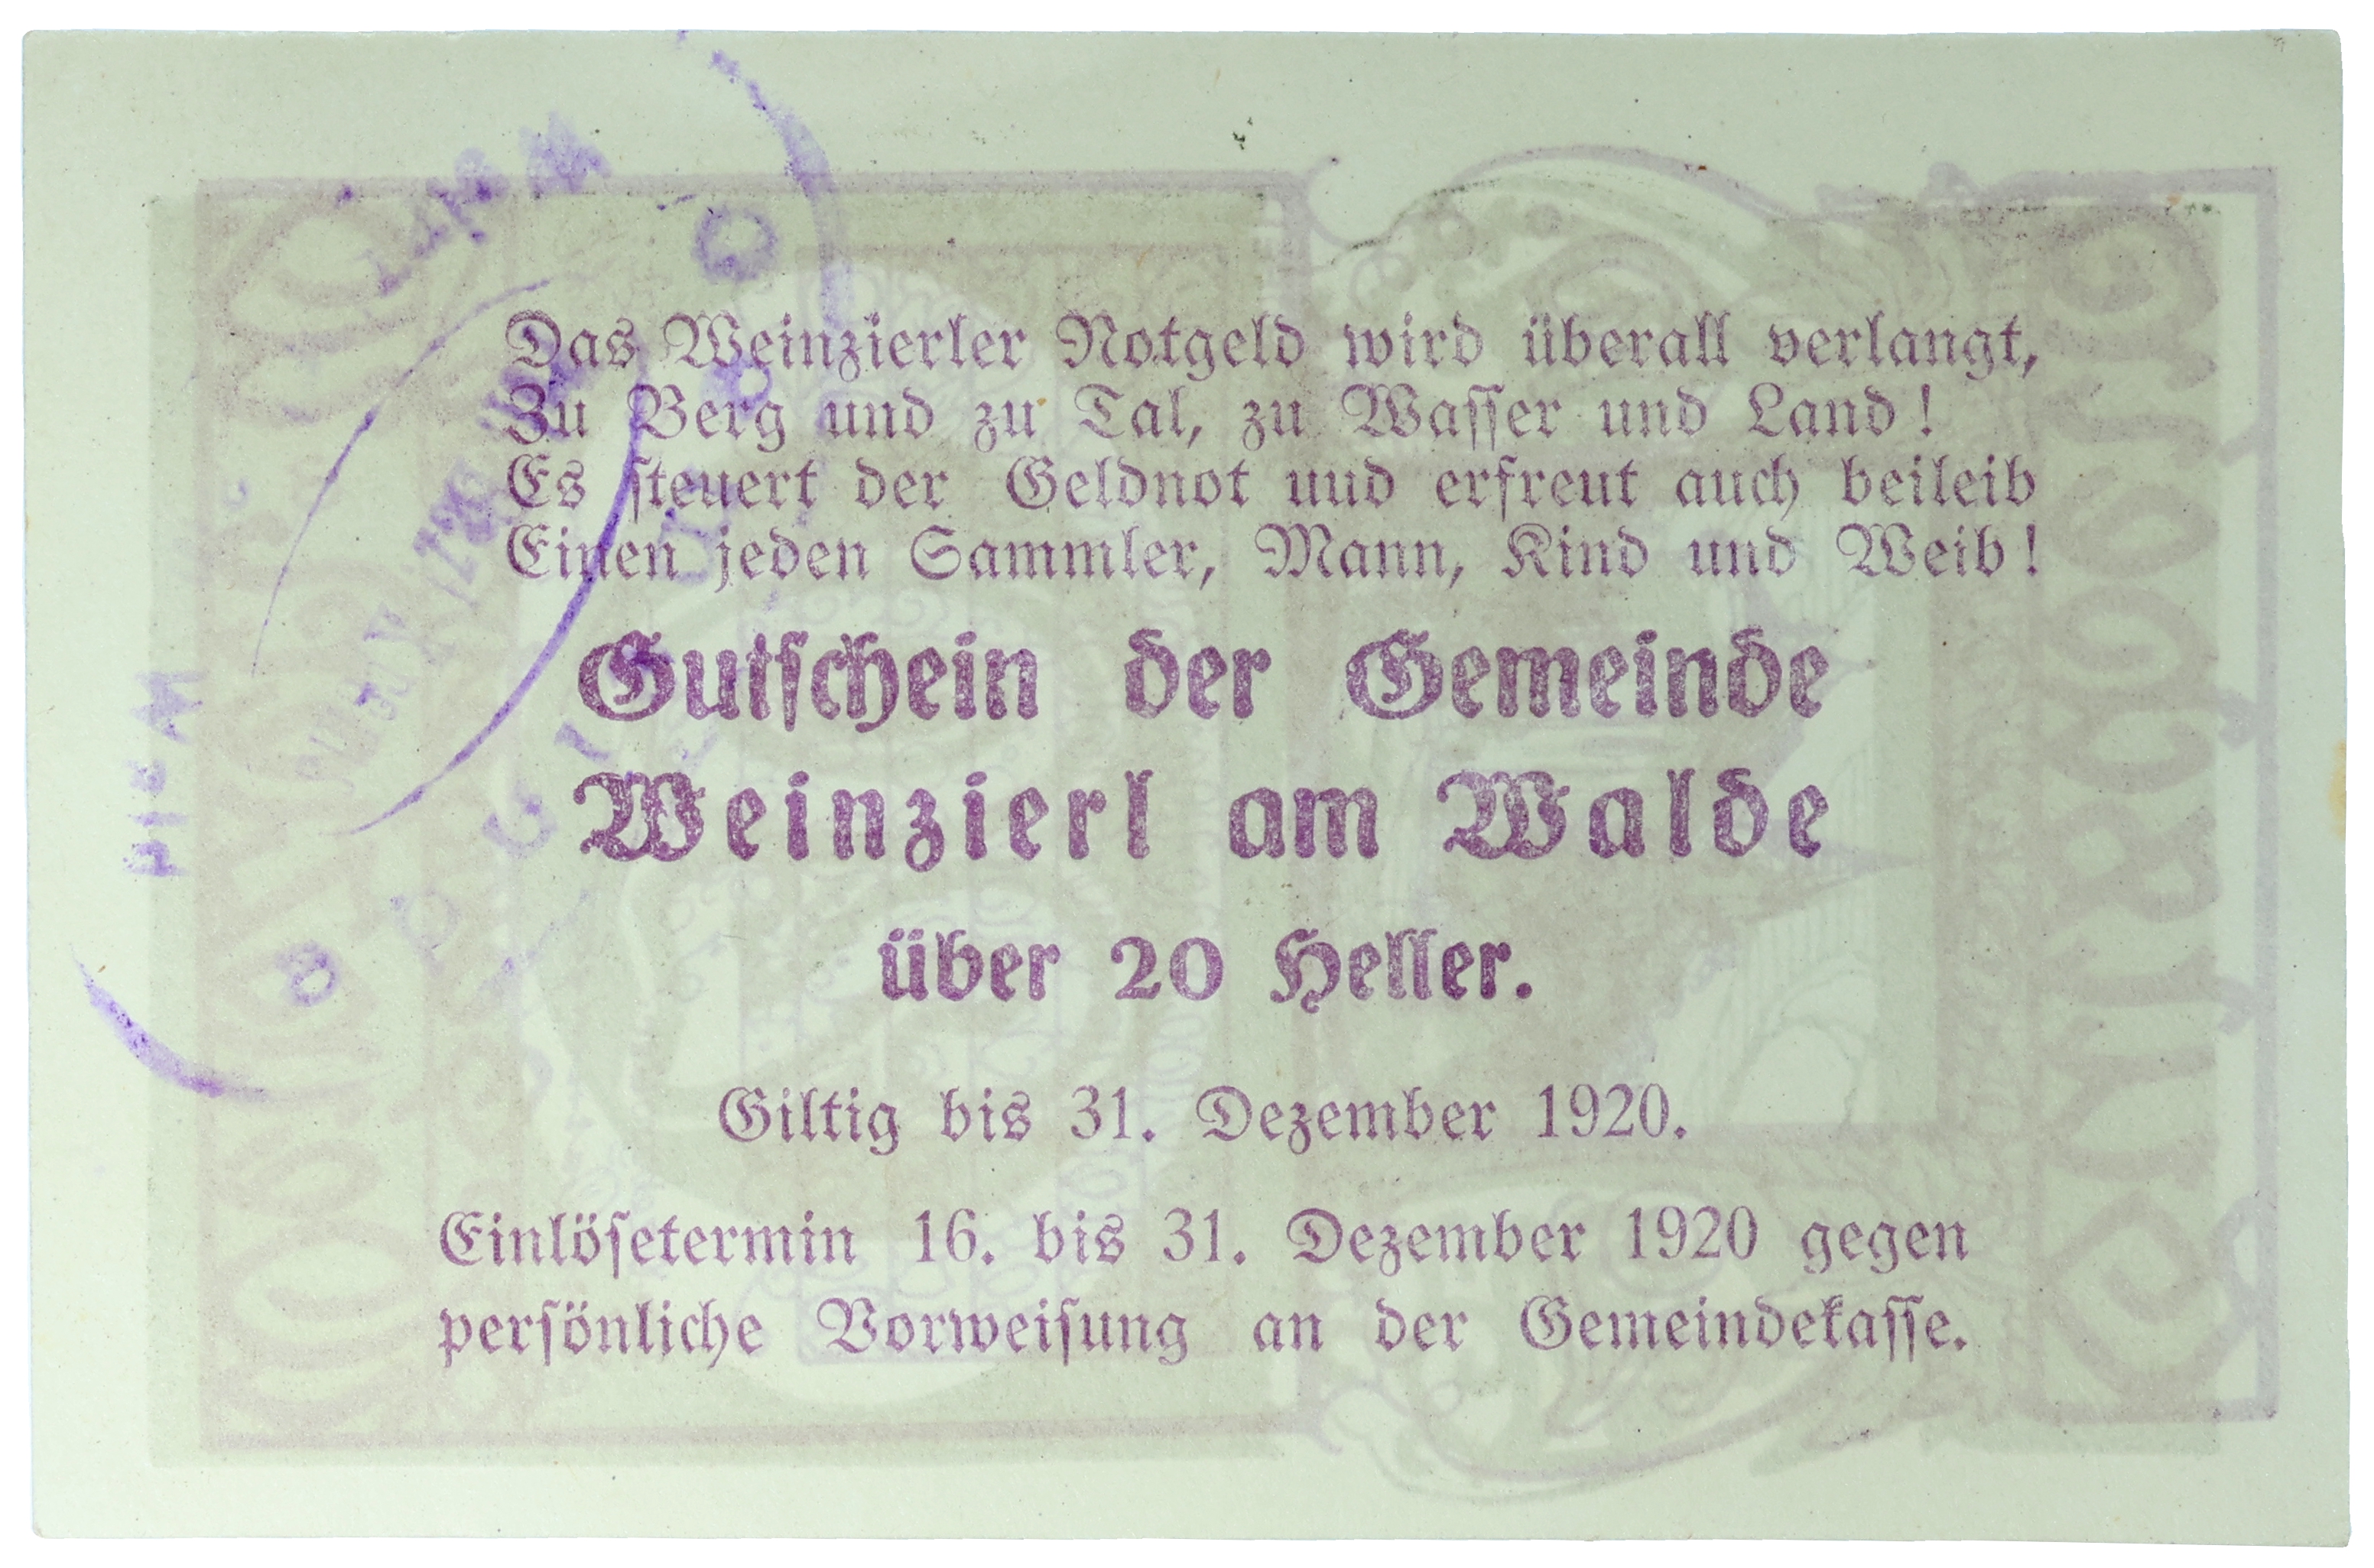 Das Weinzierler Notgeld wird überall verlangt,
Zu Berg und zu Tal, zu Wasser und Land!
Es steuert der Geldnot und erfreut auch beileib
Einen jeden Sammler, Mann, Kind und Weib!
Gutschein der Gemeinde
Weinzierl am Walde
über 20 Heller.
Giltig bis 31. Dezember 1920.
Einlösetermin 16. bis 31. Dezember 1920 gegen
persönliche Vorweisung an der Gemeindekasse.